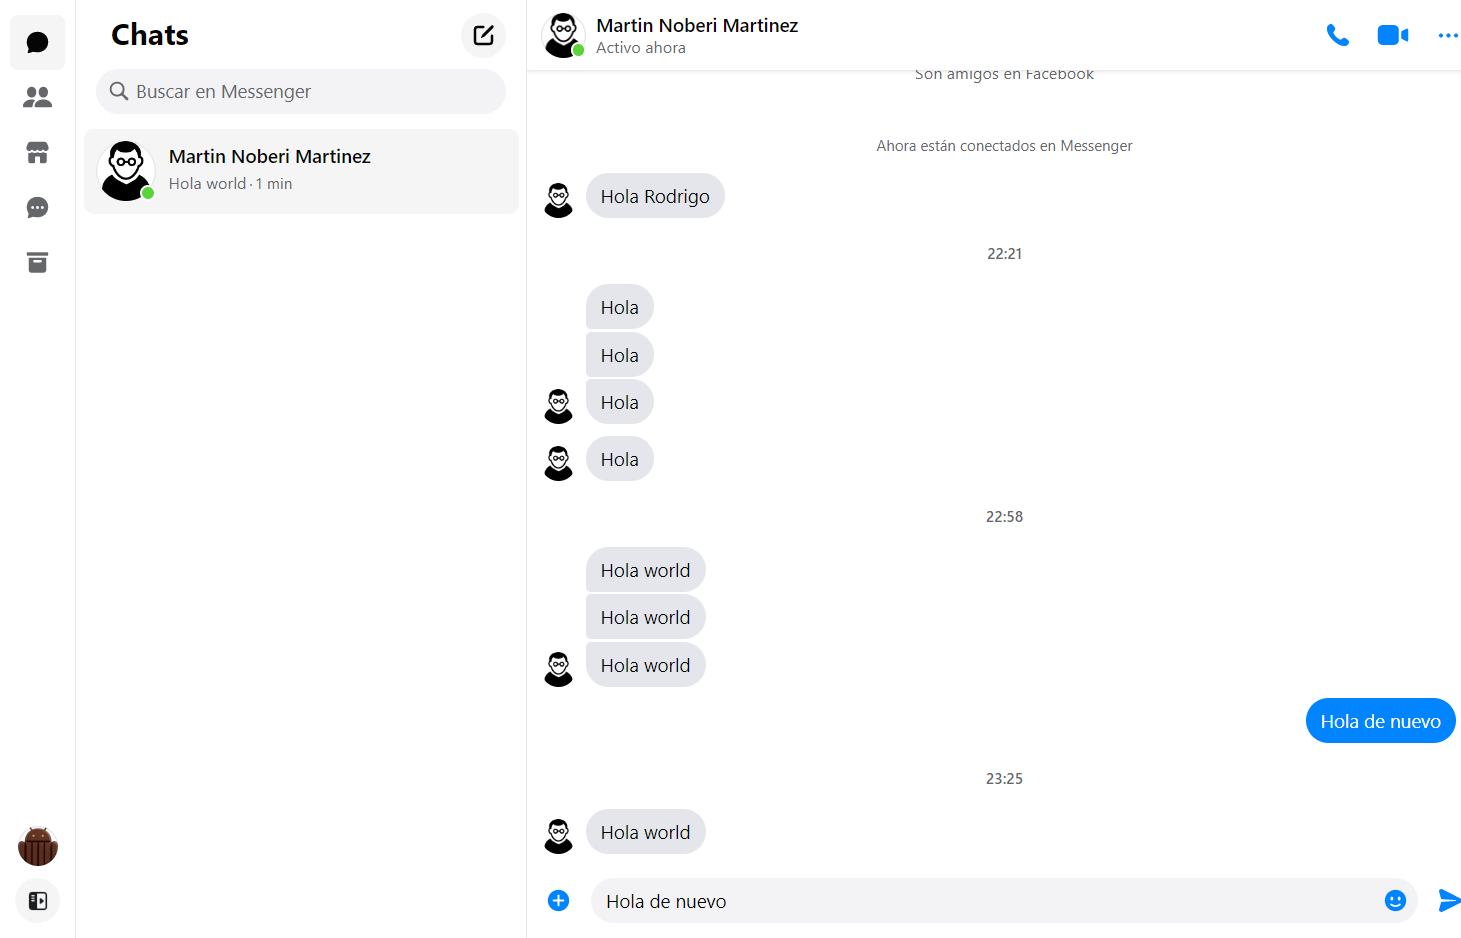 Chats
Buscar en Messenger
Martin Noberi Martinez
Hola world · 1 min
Martin Noberi Martinez
Activo ahora
Son amigos en Facebook
Ahora están conectados en Messenger
Hola Rodrigo
22:21
Hola
Hola
Hola
Hola
22:58
Hola world
Hola world
Hola world
Hola de nuevo
23:25
Hola world
Hola de nuevo